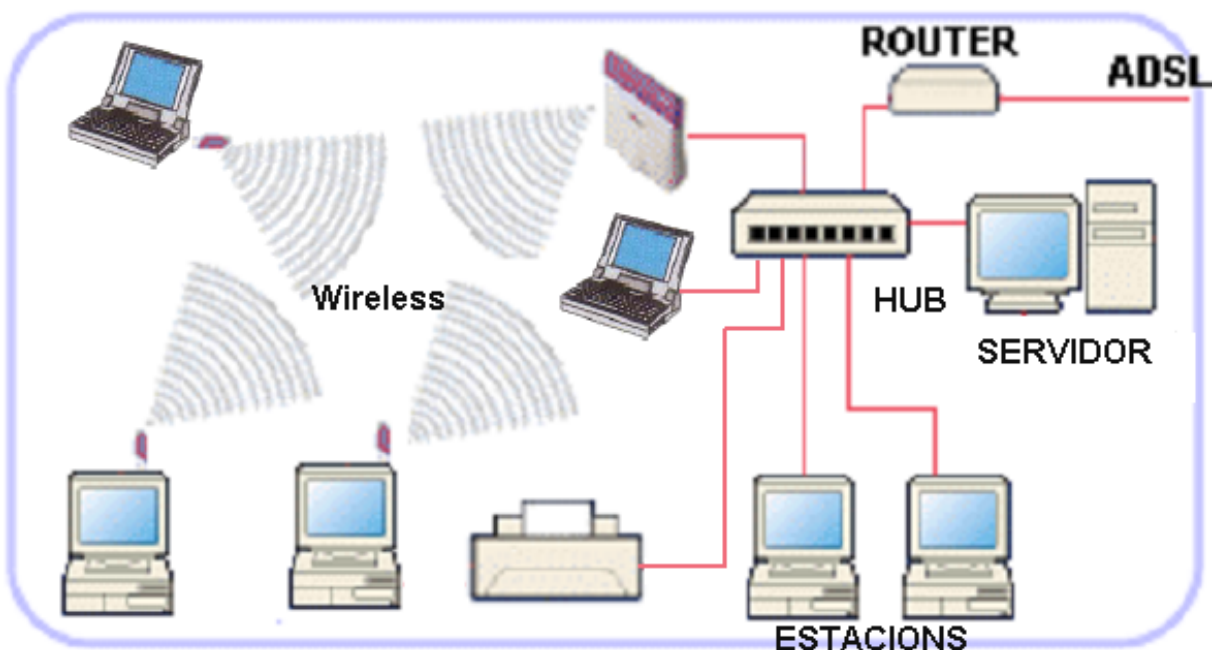 ROUTER
ADSL
Wireless
HUB
SERVIDOR
ESTACIONS